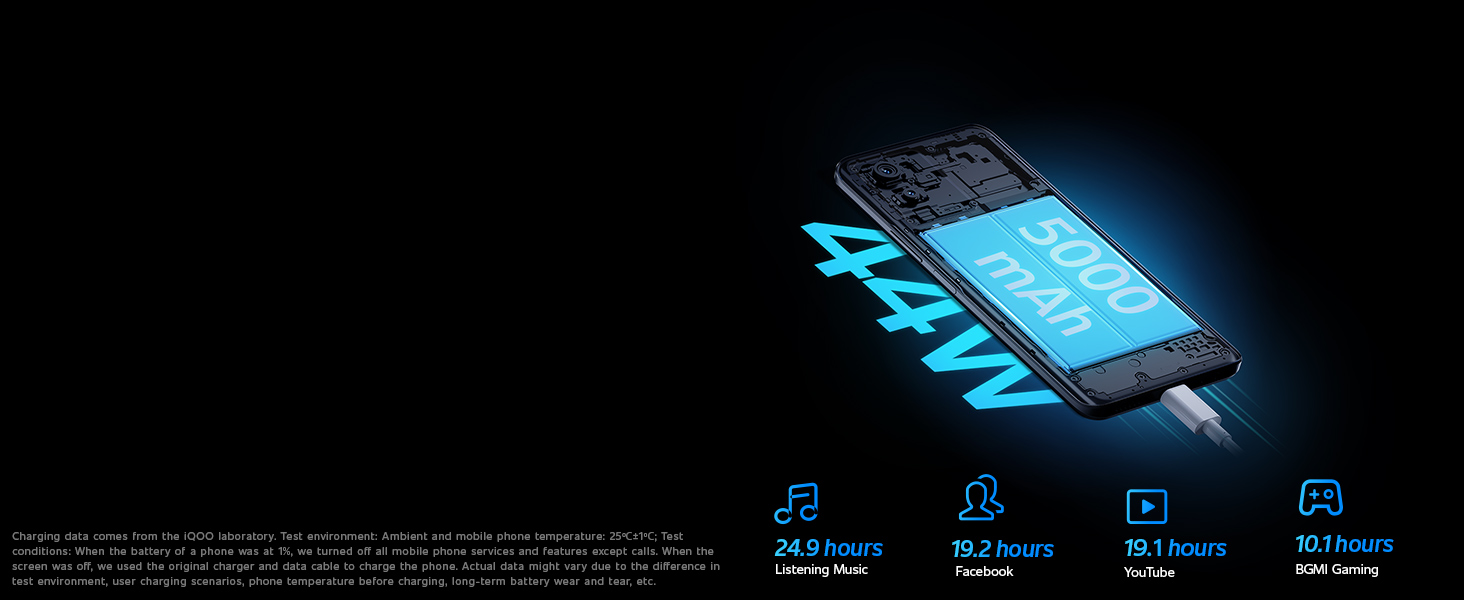 44W
5000
mAh
24.9 hours
Listening Music
19.2 hours
Facebook
19.1 hours
YouTube
10.1 hours
BGMI Gaming
Charging data comes from the iQOO laboratory. Test environment: Ambient and mobile phone temperature: 25ºC±1ºC; Test
conditions: When the battery of a phone was at 1%, we turned off all mobile phone services and features except calls. When the
screen was off, we used the original charger and data cable to charge the phone. Actual data might vary due to the difference in
test environment, user charging scenarios, phone temperature before charging, long-term battery wear and tear, etc.